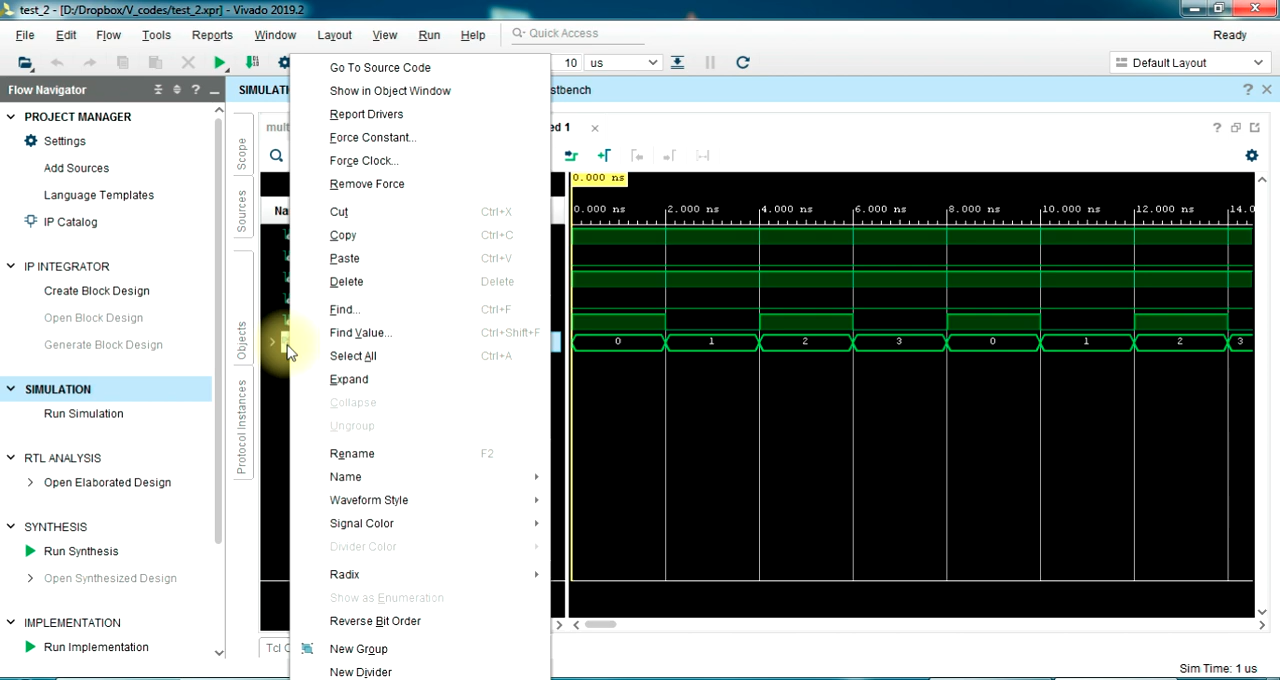 test_2 - [D:/Dropbox/V_codes/test_2.xpr] - Vivado 2019.2
File Edit Flow Tools Reports Window Layout View Run Help Quick Access Ready
10 us Default Layout
Flow Navigator
PROJECT MANAGER
Settings
Add Sources
Language Templates
IP Catalog
IP INTEGRATOR
Create Block Design
Open Block Design
Generate Block Design
SIMULATION
Run Simulation
RTL ANALYSIS
Open Elaborated Design
SYNTHESIS
Run Synthesis
Open Synthesized Design
IMPLEMENTATION
Run Implementation
Scope
Sources
Objects
Protocol Instances
Go To Source Code
Show in Object Window
Report Drivers
Force Constant...
Force Clock...
Remove Force
Cut Ctrl+X
Copy Ctrl+C
Paste Ctrl+V
Delete Delete
Find... Ctrl+F
Find Value... Ctrl+Shift+F
Select All Ctrl+A
Expand
Collapse
Ungroup
Rename F2
Name
Waveform Style
Signal Color
Divider Color
Radix
Show as Enumeration
Reverse Bit Order
New Group
New Divider
0.000 ns
0.000 ns 2.000 ns 4.000 ns 6.000 ns 8.000 ns 10.000 ns 12.000 ns 14.0
0 1 2 3 0 1 2 3
Sim Time: 1 us